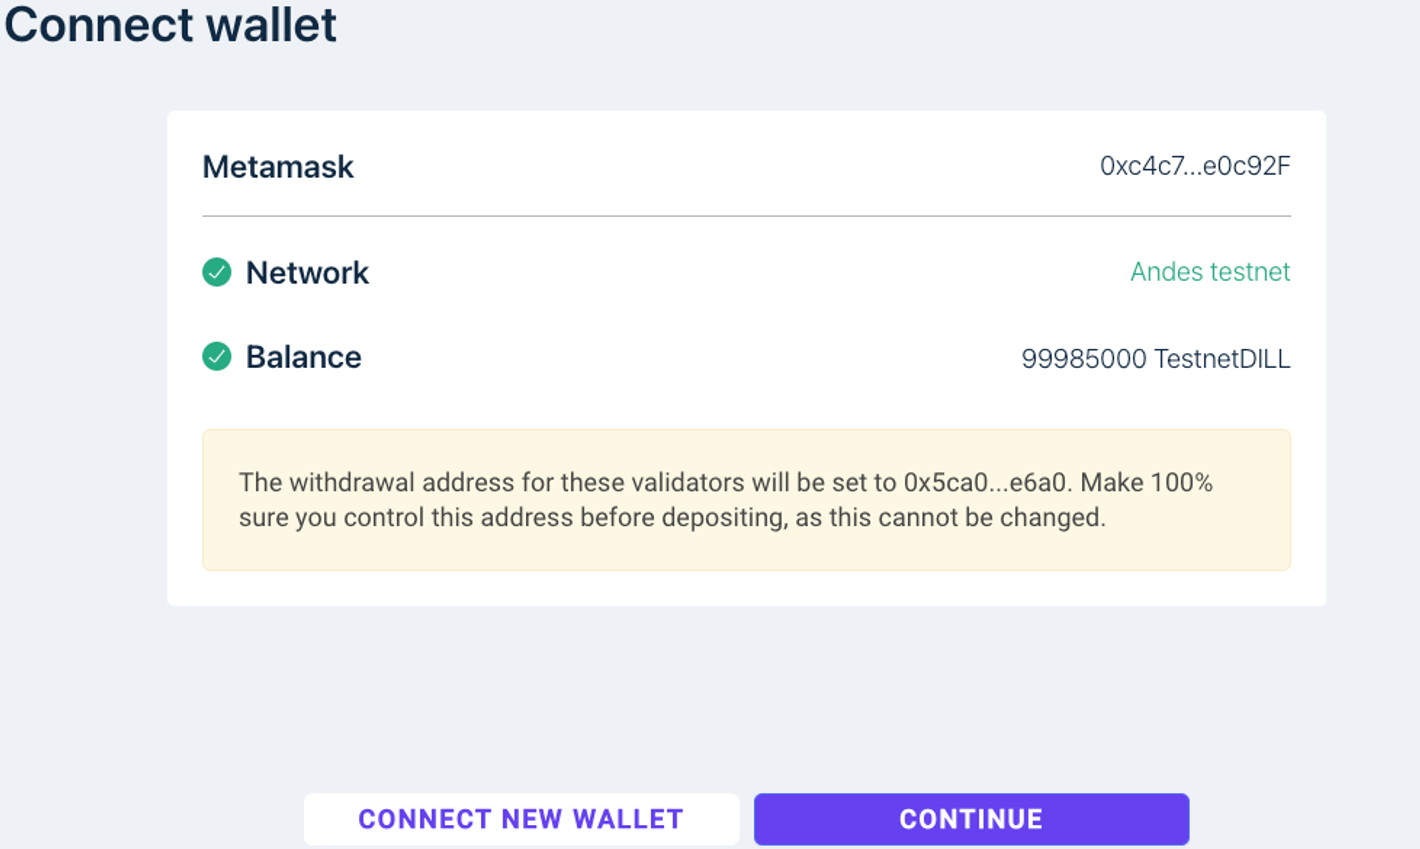 Connect wallet
Metamask 0xc4c7...e0c92F
Network Andes testnet
Balance 99985000 TestnetDILL
The withdrawal address for these validators will be set to 0x5ca0...e6a0. Make 100%
sure you control this address before depositing, as this cannot be changed.
CONNECT NEW WALLET CONTINUE